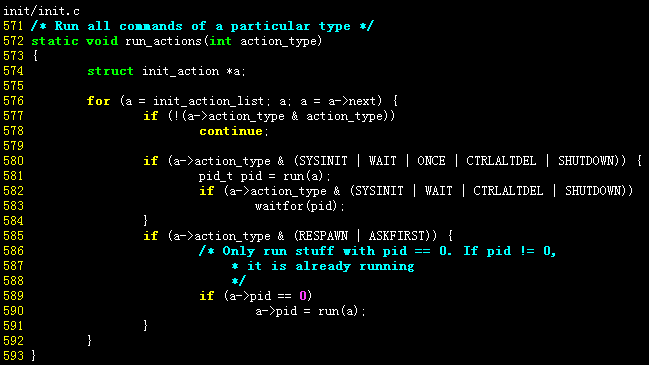 init/init.c
571 /* Run all commands of a particular type */
572 static void run_actions(int action_type)
573 {
574         struct init_action *a;
575
576         for (a = init_action_list; a; a = a->next) {
577                 if (!(a->action_type & action_type))
578                         continue;
579
580                 if (a->action_type & (SYSINIT | WAIT | ONCE | CTRLALTDEL | SHUTDOWN)) {
581                         pid_t pid = run(a);
582                         if (a->action_type & (SYSINIT | WAIT | CTRLALTDEL | SHUTDOWN))
583                                 waitfor(pid);
584                 }
585                 if (a->action_type & (RESPAWN | ASKFIRST)) {
586                         /* Only run stuff with pid == 0. If pid != 0,
587                          * it is already running
588                          */
589                         if (a->pid == 0)
590                                 a->pid = run(a);
591                 }
592         }
593 }